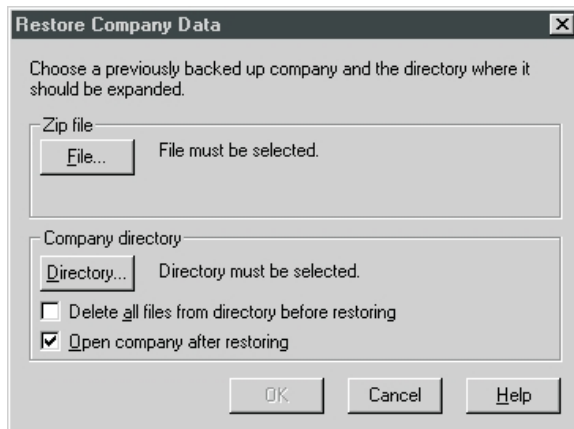 Restore Company Data
Choose a previously backed up company and the directory where it
should be expanded.
Zip file
File...
File must be selected.
Company directory
Directory...
Directory must be selected.
Delete all files from directory before restoring
Open company after restoring
OK
Cancel
Help